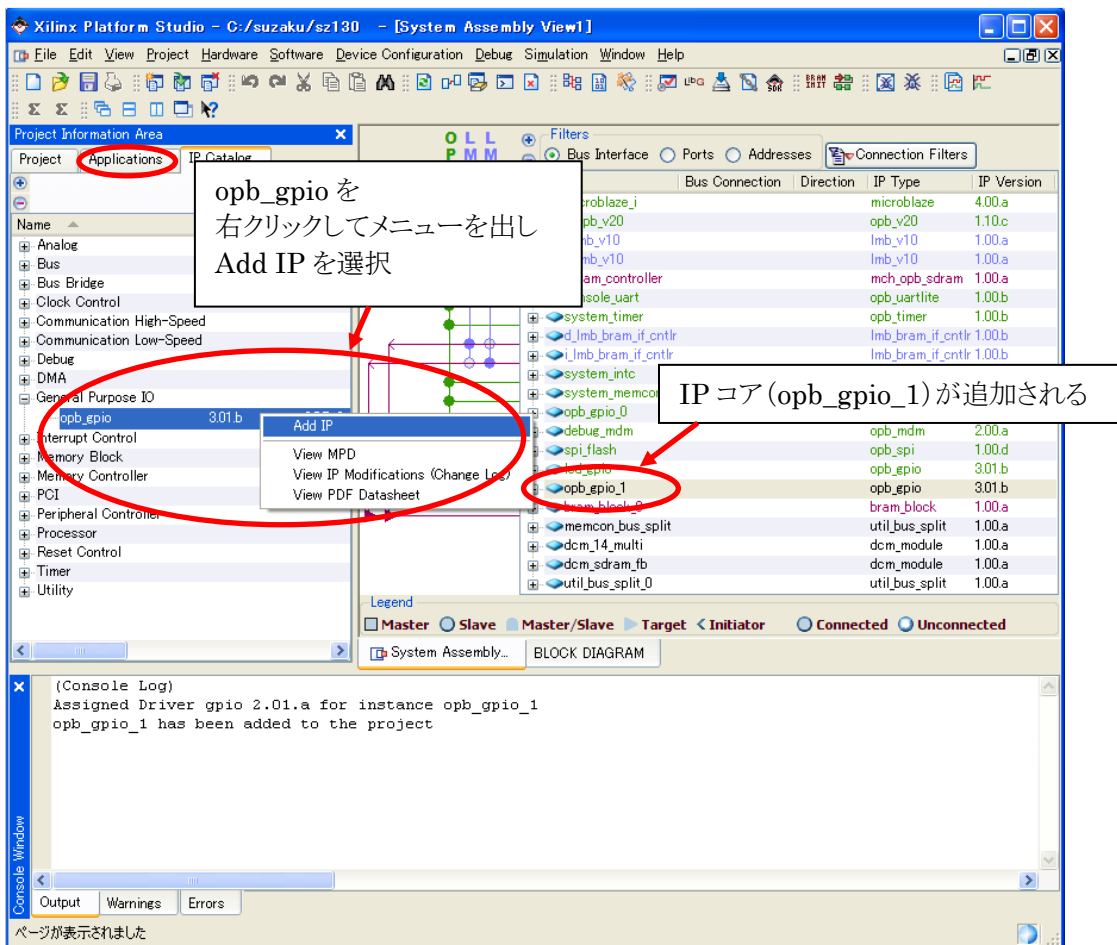 Xilinx Platform Studio - C:/suzaku/sz130 - [System Assembly View1]
File Edit View Project Hardware Software Device Configuration Debug Simulation Window Help
Project Information Area
Project Applications IP Catalog
Name
Analog
Bus
Bus Bridge
Clock Control
Communication High-Speed
Communication Low-Speed
Debug
DMA
General Purpose IO
opb_gpio 3.01.b
Interrupt Control
Memory Block
Memory Controller
PCI
Peripheral Controller
Processor
Reset Control
Timer
Utility
opb_gpio を
右クリックしてメニューを出し
Add IP を選択
Add IP
View MPD
View IP Modifications (Change Log)
View PDF Datasheet
O L L
P M M
Filters
Bus Interface Ports Addresses Connection Filters
Bus Connection Direction IP Type IP Version
microblaze 4.00.a
opb_v20 1.10.c
lmb_v10 1.00.a
lmb_v10 1.00.a
mch_opb_sdram 1.00.a
opb_uartlite 1.00.b
system_timer opb_timer 1.00.b
d_lmb_bram_if_cntlr lmb_bram_if_cntlr 1.00.b
i_lmb_bram_if_cntlr lmb_bram_if_cntlr 1.00.b
system_intc
system_memcon
opb_gpio_0
debug_mdm opb_mdm 2.00.a
spi_flash opb_spi 1.00.d
led_gpio opb_gpio 3.01.b
opb_gpio_1 opb_gpio 3.01.b
bram_block_0 bram_block 1.00.a
memcon_bus_split util_bus_split 1.00.a
dcm_14_multi dcm_module 1.00.a
dcm_sdram_fb dcm_module 1.00.a
util_bus_split_0 util_bus_split 1.00.a
IP コア(opb_gpio_1)が追加される
Legend
Master Slave Master/Slave Target Initiator Connected Unconnected
System Assembly... BLOCK DIAGRAM
(Console Log)
Assigned Driver gpio 2.01.a for instance opb_gpio_1
opb_gpio_1 has been added to the project
Console Window
Output Warnings Errors
ページが表示されました